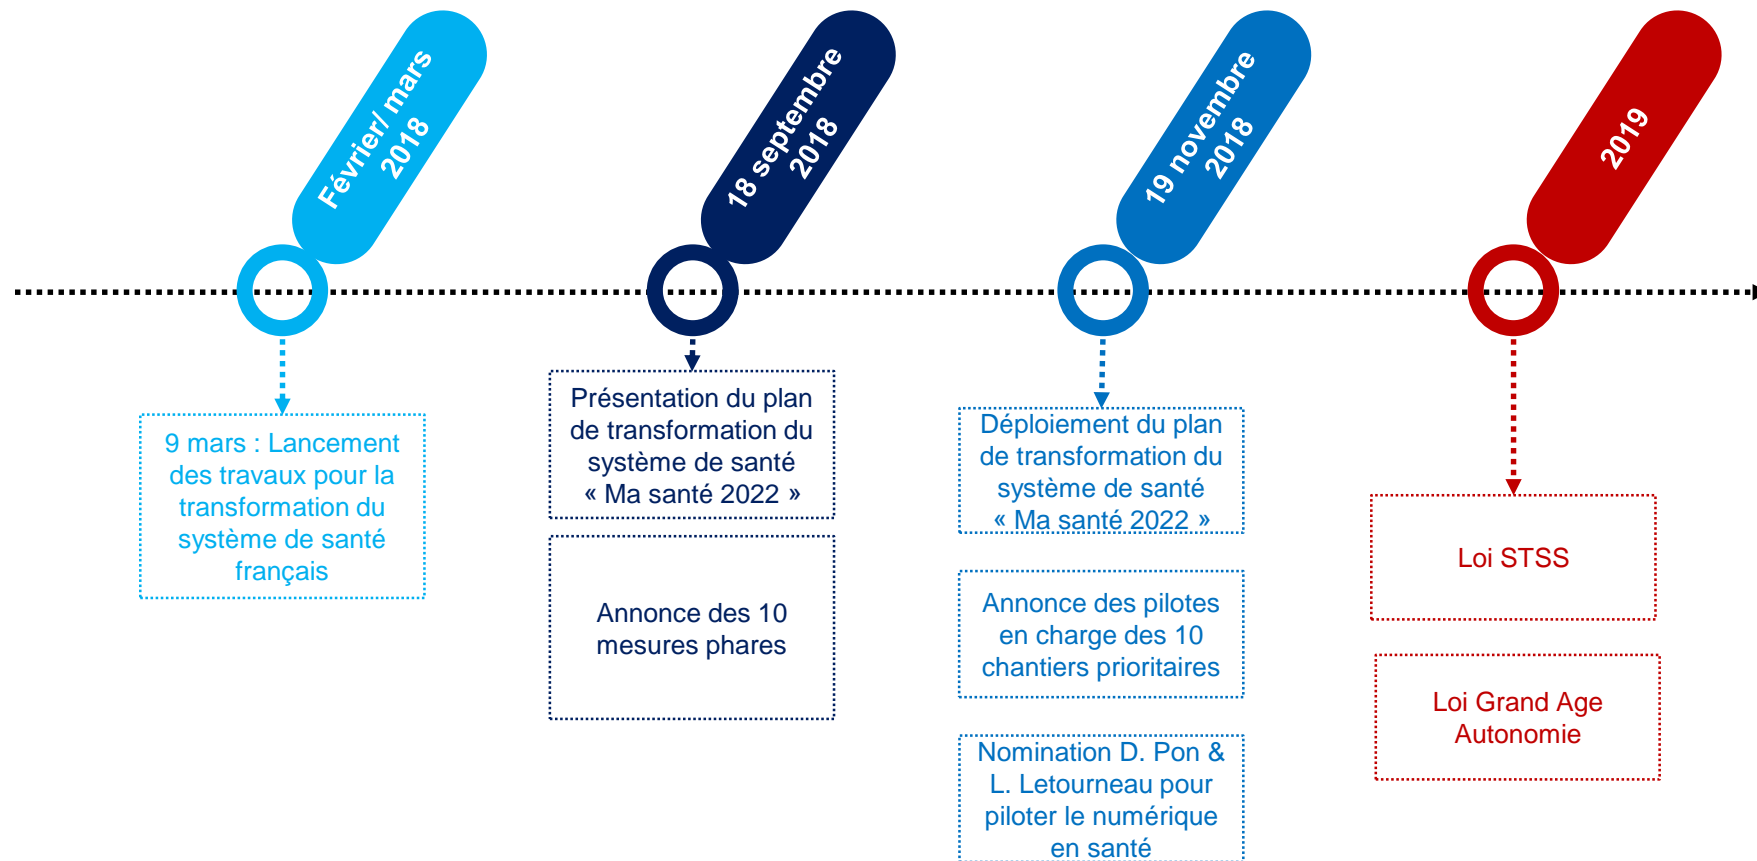 Février/ mars
2018
18 septembre
2018
19 novembre
2018
2019
9 mars : Lancement
des travaux pour la
transformation du
système de santé
français
Présentation du plan
de transformation du
système de santé
« Ma santé 2022 »
Annonce des 10
mesures phares
Déploiement du plan
de transformation du
système de santé
« Ma santé 2022 »
Annonce des pilotes
en charge des 10
chantiers prioritaires
Nomination D. Pon &
L. Letourneau pour
piloter le numérique
en santé
Loi STSS
Loi Grand Age
Autonomie